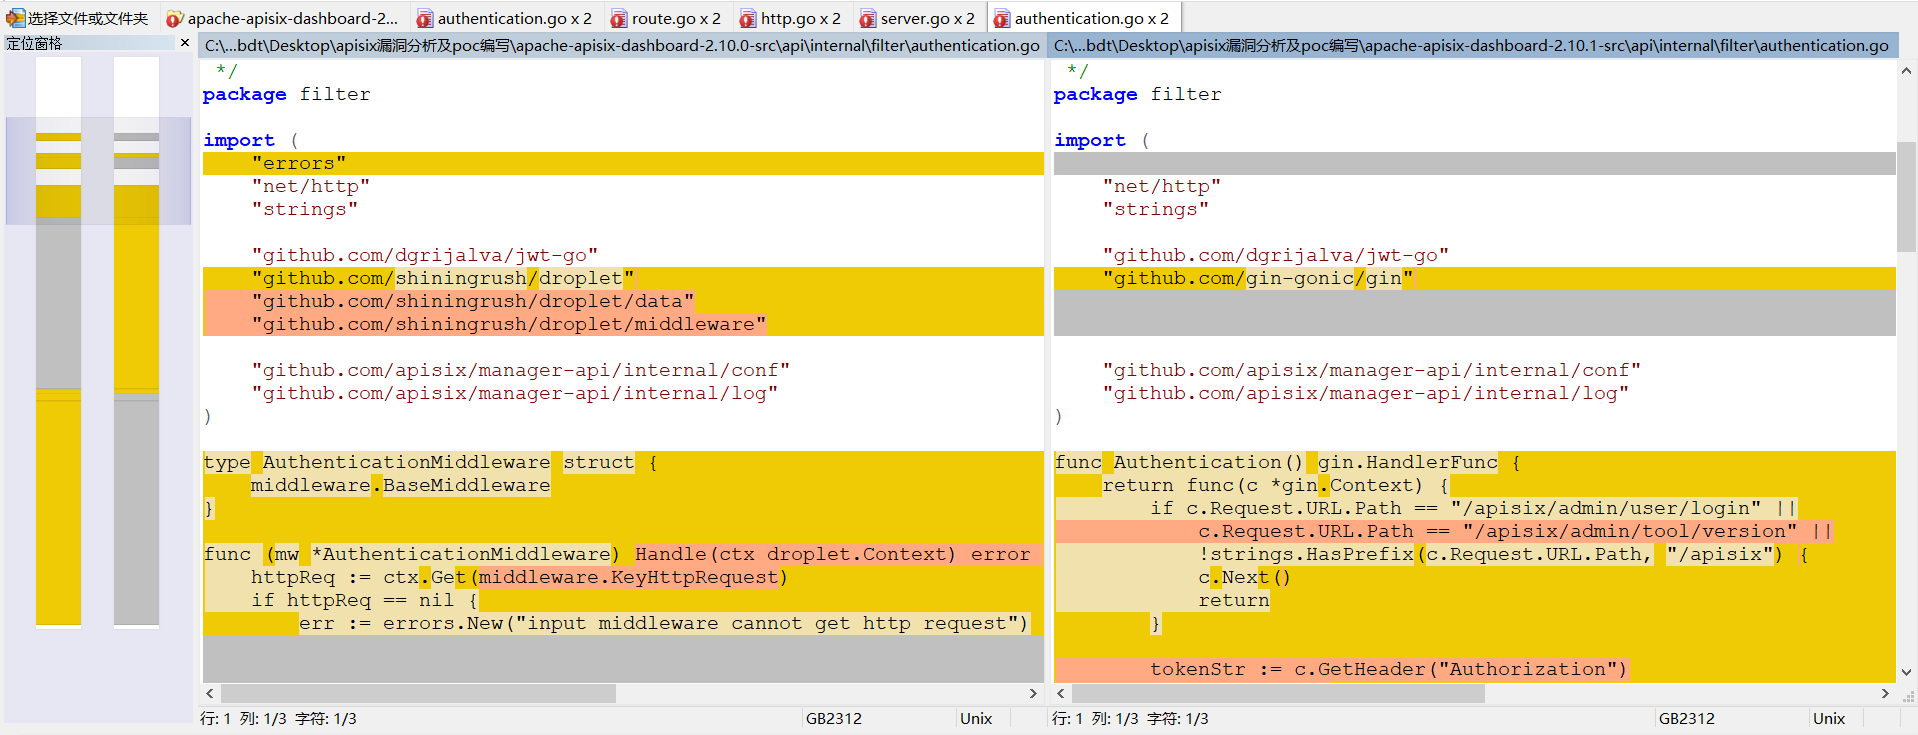 选择文件或文件夹
apache-apisix-dashboard-2...
authentication.go x 2
route.go x 2
http.go x 2
server.go x 2
authentication.go x 2
定位窗格
C:\...bdt\Desktop\apisix漏洞分析及poc编写\apache-apisix-dashboard-2.10.0-src\api\internal\filter\authentication.go
*/
package filter
import (
"errors"
"net/http"
"strings"
"github.com/dgrijalva/jwt-go"
"github.com/shiningrush/droplet"
"github.com/shiningrush/droplet/data"
"github.com/shiningrush/droplet/middleware"
"github.com/apisix/manager-api/internal/conf"
"github.com/apisix/manager-api/internal/log"
)
type AuthenticationMiddleware struct {
middleware.BaseMiddleware
}
func (mw *AuthenticationMiddleware) Handle(ctx droplet.Context) error
httpReq := ctx.Get(middleware.KeyHttpRequest)
if httpReq == nil {
err := errors.New("input middleware cannot get http request")
行: 1 列: 1/3 字符: 1/3
GB2312
Unix
C:\...bdt\Desktop\apisix漏洞分析及poc编写\apache-apisix-dashboard-2.10.1-src\api\internal\filter\authentication.go
*/
package filter
import (
"net/http"
"strings"
"github.com/dgrijalva/jwt-go"
"github.com/gin-gonic/gin"
"github.com/apisix/manager-api/internal/conf"
"github.com/apisix/manager-api/internal/log"
)
func Authentication() gin.HandlerFunc {
return func(c *gin.Context) {
if c.Request.URL.Path == "/apisix/admin/user/login" ||
c.Request.URL.Path == "/apisix/admin/tool/version" ||
!strings.HasPrefix(c.Request.URL.Path, "/apisix") {
c.Next()
return
}
tokenStr := c.GetHeader("Authorization")
行: 1 列: 1/3 字符: 1/3
GB2312
Unix